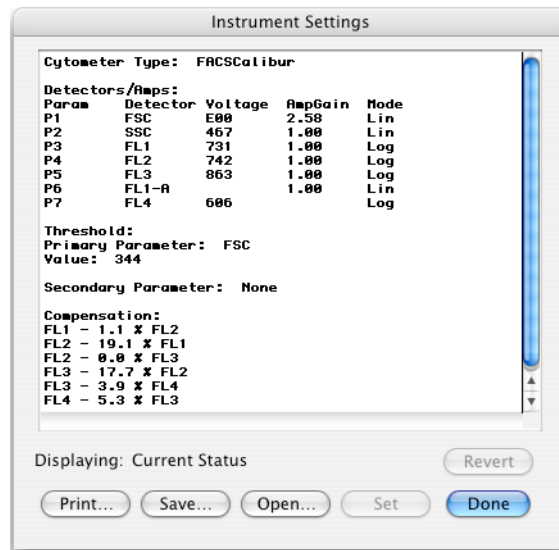 Instrument Settings
Cytometer Type: FACSCalibur
Detectors/Amps:
Param Detector Voltage AmpGain Mode
P1 FSC E00 2.58 Lin
P2 SSC 467 1.00 Lin
P3 FL1 731 1.00 Log
P4 FL2 742 1.00 Log
P5 FL3 863 1.00 Log
P6 FL1-A 1.00 Lin
P7 FL4 606 Log
Threshold:
Primary Parameter: FSC
Value: 344
Secondary Parameter: None
Compensation:
FL1 - 1.1 % FL2
FL2 - 19.1 % FL1
FL2 - 0.0 % FL3
FL3 - 17.7 % FL2
FL3 - 3.9 % FL4
FL4 - 5.3 % FL3
Displaying: Current Status Revert
Print... Save... Open... Set Done